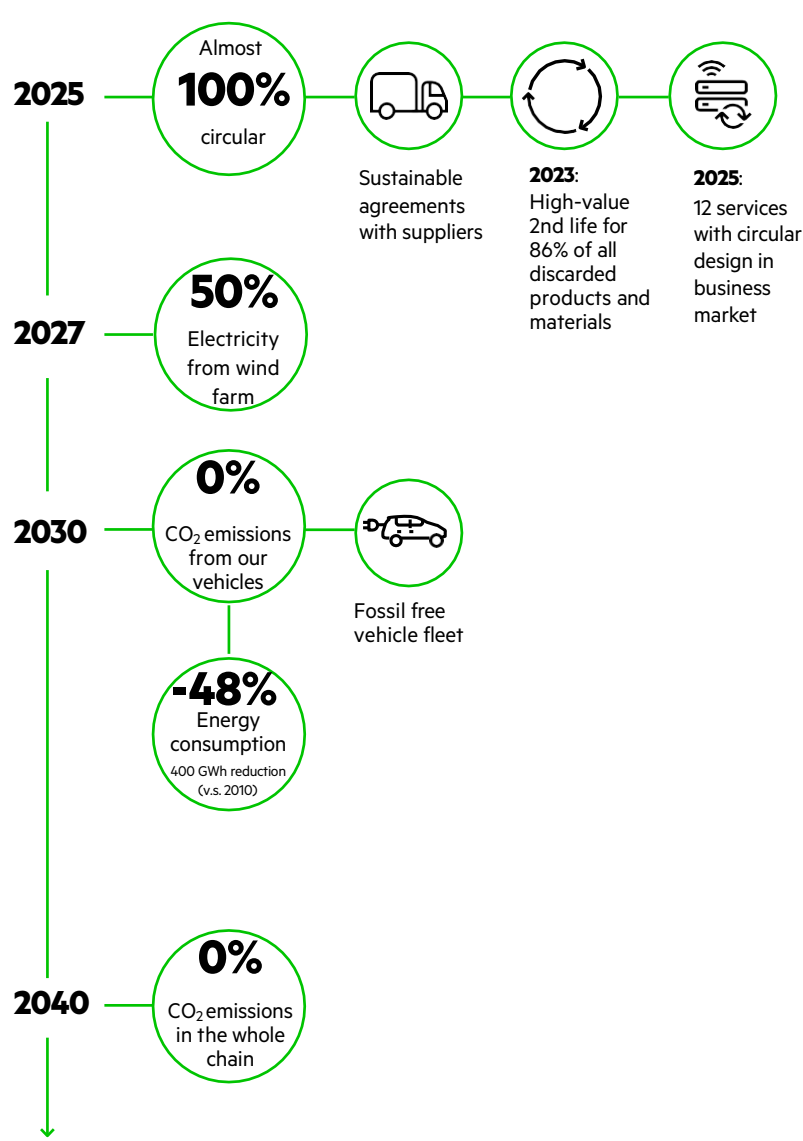 2025
Almost
100%
circular
Sustainable
agreements
with suppliers
2023:
High-value
2nd life for
86% of all
discarded
products and
materials
2025:
12 services
with circular
design in
business
market
2027
50%
Electricity
from wind
farm
2030
0%
CO₂ emissions
from our
vehicles
Fossil free
vehicle fleet
-48%
Energy
consumption
400 GWh reduction
(v.s. 2010)
2040
0%
CO₂ emissions
in the whole
chain